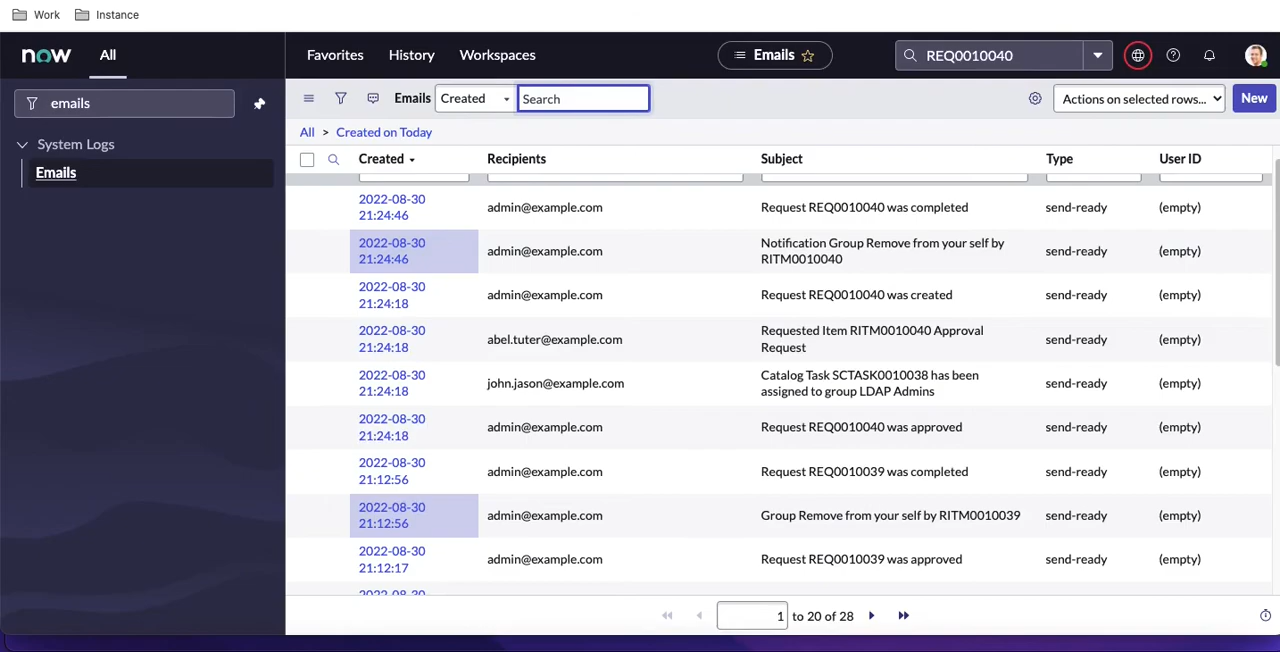 Work
Instance
now
All
Favorites
History
Workspaces
Emails
REQ0010040
emails
System Logs
Emails
Emails
Created
Search
Actions on selected rows...
New
All > Created on Today
Created
Recipients
Subject
Type
User ID
2022-08-30
21:24:46
admin@example.com
Request REQ0010040 was completed
send-ready
(empty)
2022-08-30
21:24:46
admin@example.com
Notification Group Remove from your self by
RITM0010040
send-ready
(empty)
2022-08-30
21:24:18
admin@example.com
Request REQ0010040 was created
send-ready
(empty)
2022-08-30
21:24:18
abel.tuter@example.com
Requested Item RITM0010040 Approval
Request
send-ready
(empty)
2022-08-30
21:24:18
john.jason@example.com
Catalog Task SCTASK0010038 has been
assigned to group LDAP Admins
send-ready
(empty)
2022-08-30
21:24:18
admin@example.com
Request REQ0010040 was approved
send-ready
(empty)
2022-08-30
21:12:56
admin@example.com
Request REQ0010039 was completed
send-ready
(empty)
2022-08-30
21:12:56
admin@example.com
Group Remove from your self by RITM0010039
send-ready
(empty)
2022-08-30
21:12:17
admin@example.com
Request REQ0010039 was approved
send-ready
(empty)
2022-08-30
1 to 20 of 28